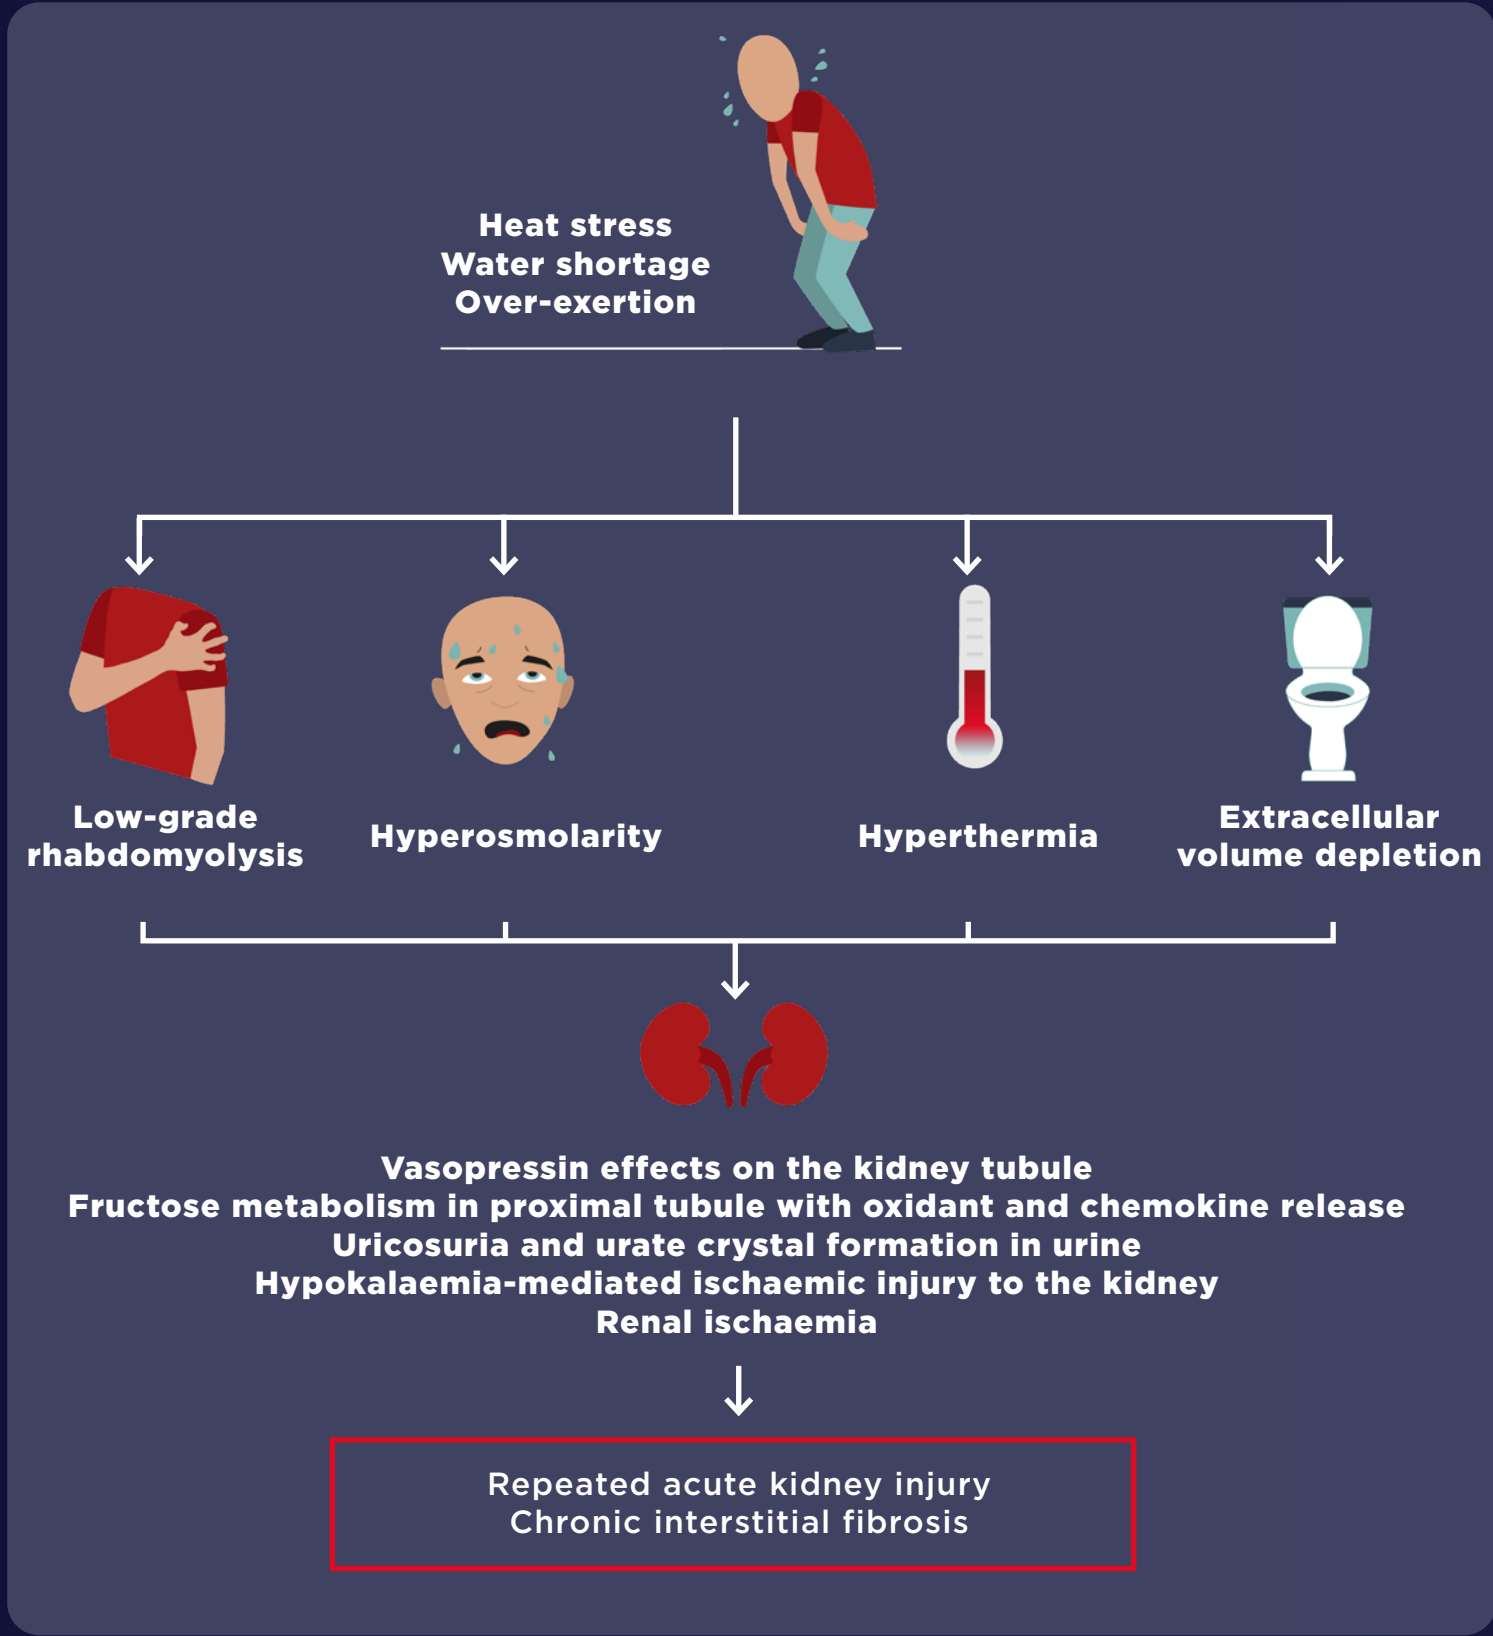 Heat stress
Water shortage
Over-exertion
Low-grade
rhabdomyolysis
Hyperosmolarity
Hyperthermia
Extracellular
volume depletion
Vasopressin effects on the kidney tubule
Fructose metabolism in proximal tubule with oxidant and chemokine release
Uricosuria and urate crystal formation in urine
Hypokalaemia-mediated ischaemic injury to the kidney
Renal ischaemia
Repeated acute kidney injury
Chronic interstitial fibrosis